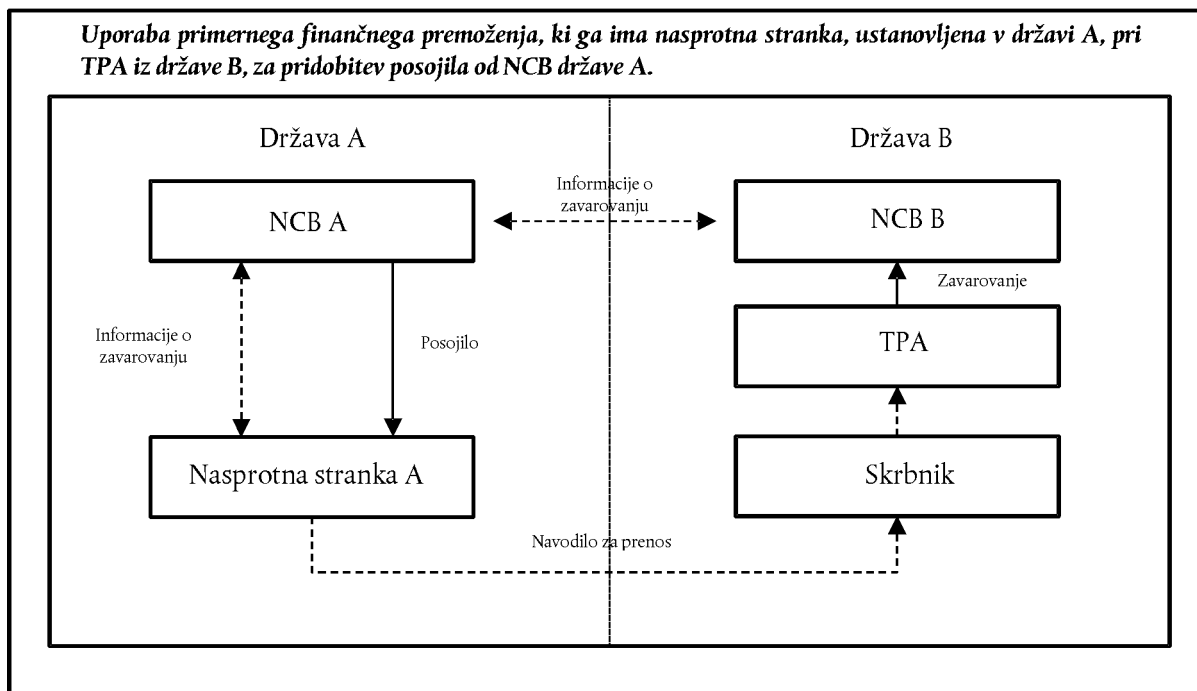 Uporaba primernega finančnega premoženja, ki ga ima nasprotna stranka, ustanovljena v državi A, pri
TPA iz države B, za pridobitev posojila od NCB države A.
Država A
Država B
NCB A
Informacije o
zavarovanju
NCB B
Zavarovanje
Informacije o
zavarovanju
Posojilo
TPA
Nasprotna stranka A
Skrbnik
Navodilo za prenos